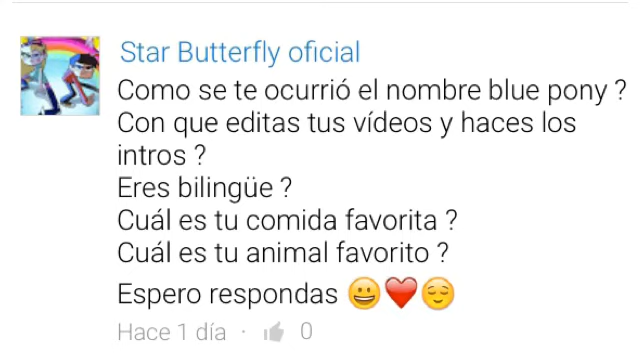 Star Butterfly oficial
Como se te ocurrió el nombre blue pony ?
Con que editas tus vídeos y haces los
intros ?
Eres bilingüe ?
Cuál es tu comida favorita ?
Cuál es tu animal favorito ?
Espero respondas 😀❤️😌
Hace 1 día · 0